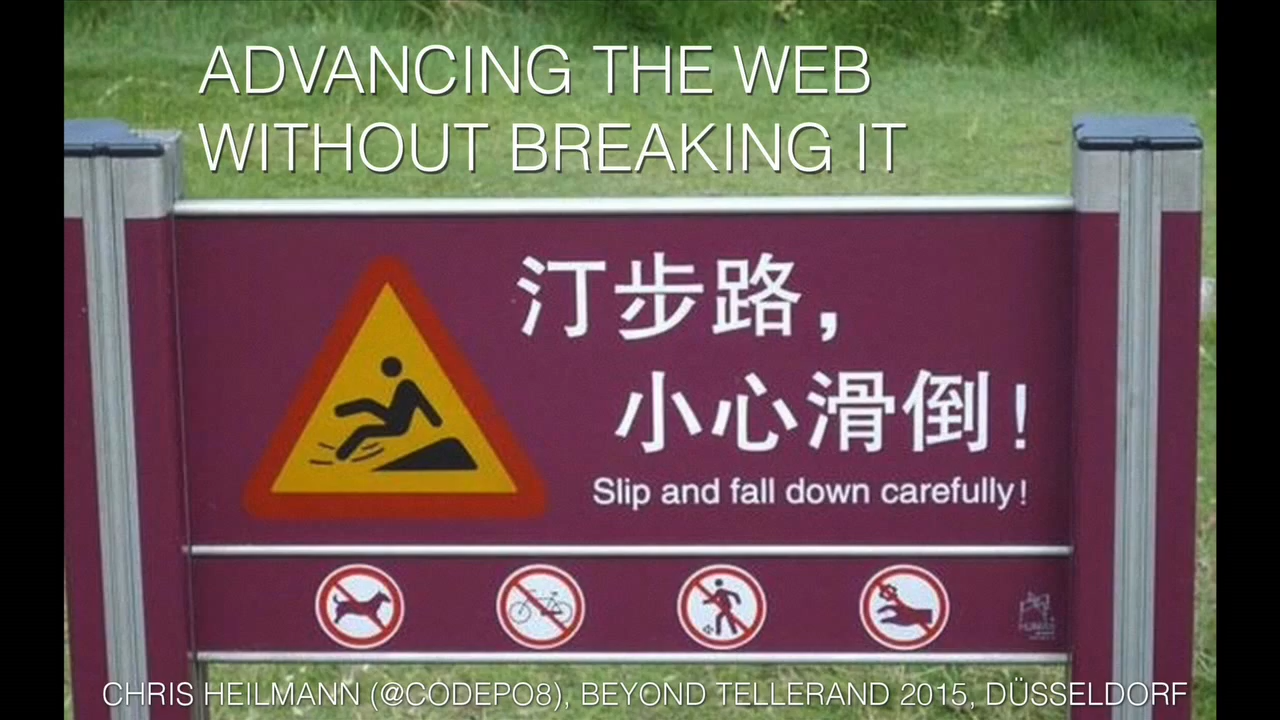 ADVANCING THE WEB
WITHOUT BREAKING IT
汀步路，
小心滑倒！
Slip and fall down carefully!
CHRIS HEILMANN (@CODEPO8), BEYOND TELLERAND 2015, DÜSSELDORF